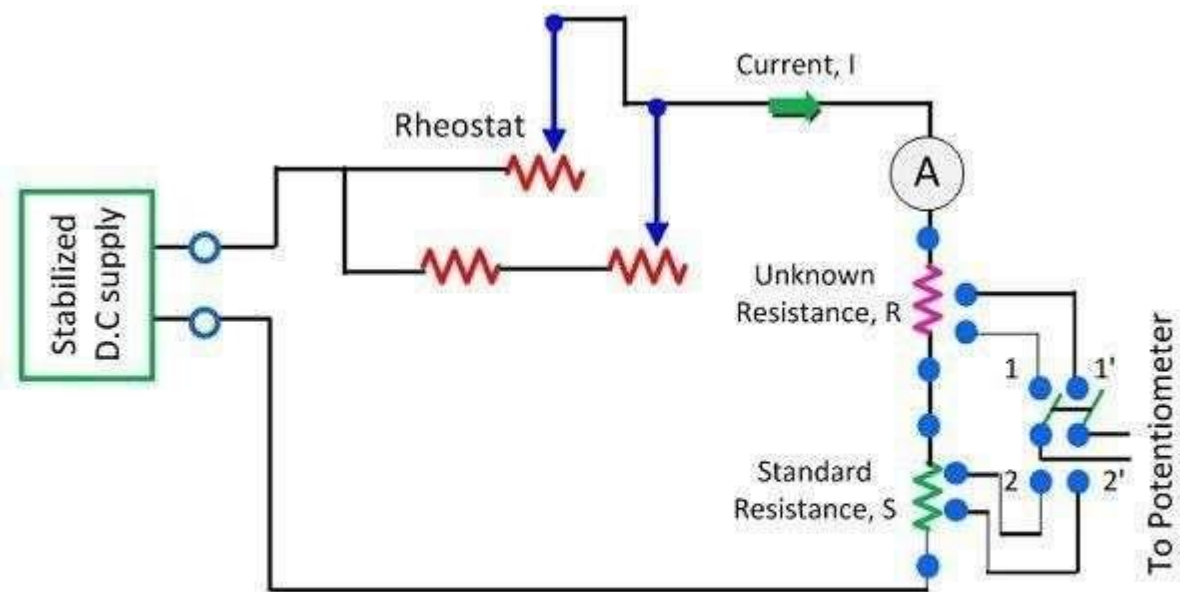 Current, I
Rheostat
A
Stabilized
D.C supply
Unknown
Resistance, R
1
1'
Standard
Resistance, S
2
2'
To Potentiometer